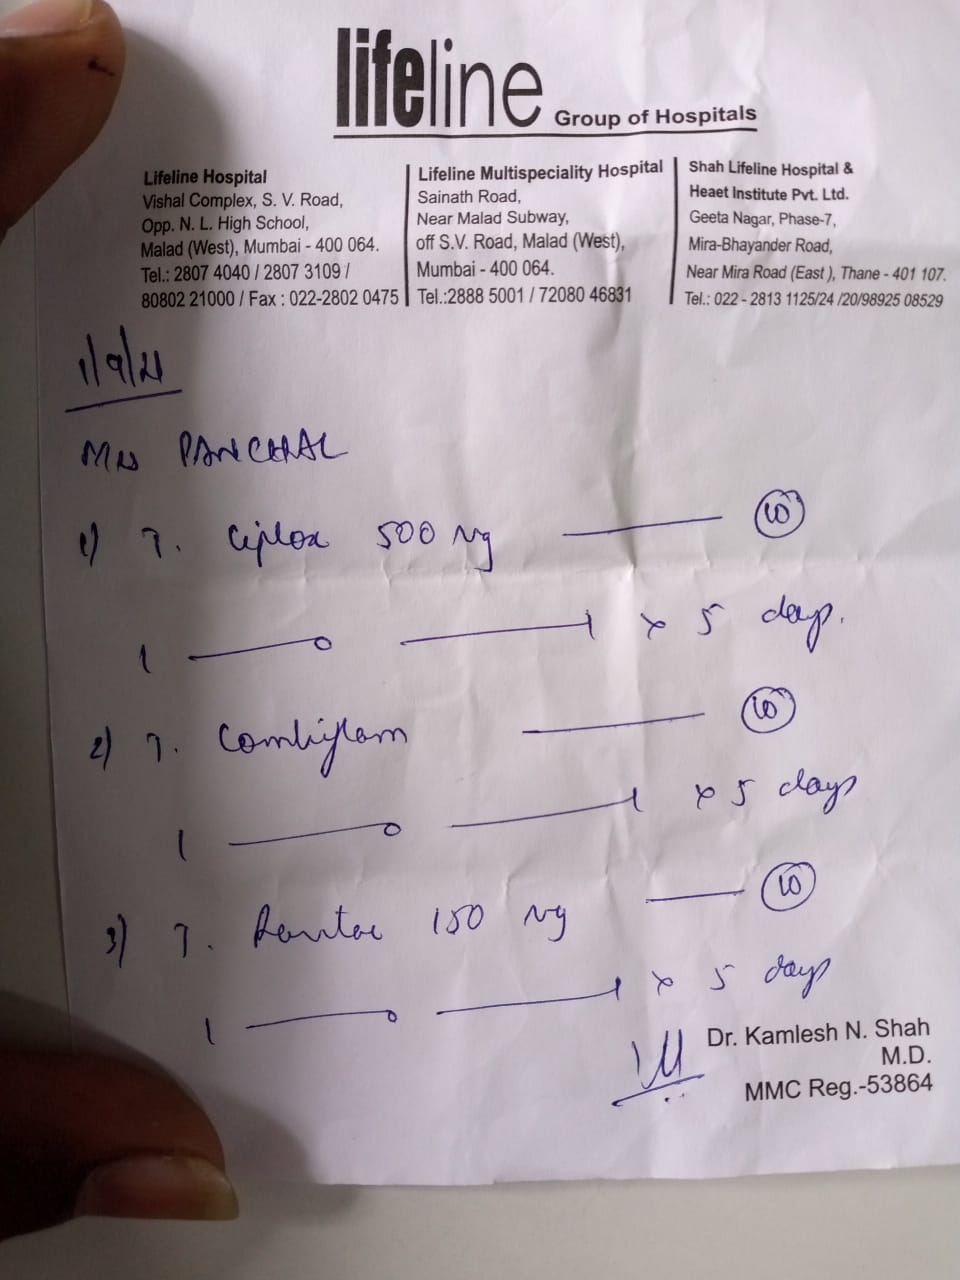 lifeline
Group of Hospitals
Lifeline Hospital
Vishal Complex, S. V. Road,
Opp. N. L. High School,
Malad (West), Mumbai - 400 064.
Tel.: 2807 4040 / 2807 3109 /
80802 21000 / Fax : 022-2802 0475
Lifeline Multispeciality Hospital
Sainath Road,
Near Malad Subway,
off S.V. Road, Malad (West),
Mumbai - 400 064.
Tel.:2888 5001 / 72080 46831
Shah Lifeline Hospital &
Heaet Institute Pvt. Ltd.
Geeta Nagar, Phase-7,
Mira-Bhayander Road,
Near Mira Road (East ), Thane - 401 107.
Tel.: 022 - 2813 1125/24 /20/98925 08529
1/9/21
Mrs PANCHAL
1) T. Ciplox 500 mg — 10
1 — 0 — 1 x 5 days.
2) T. Combiflam — 10
1 — 0 — 1 x 5 days
3) T. Rantac 150 mg — 10
1 — 0 — 1 x 5 days
Dr. Kamlesh N. Shah
M.D.
MMC Reg.-53864